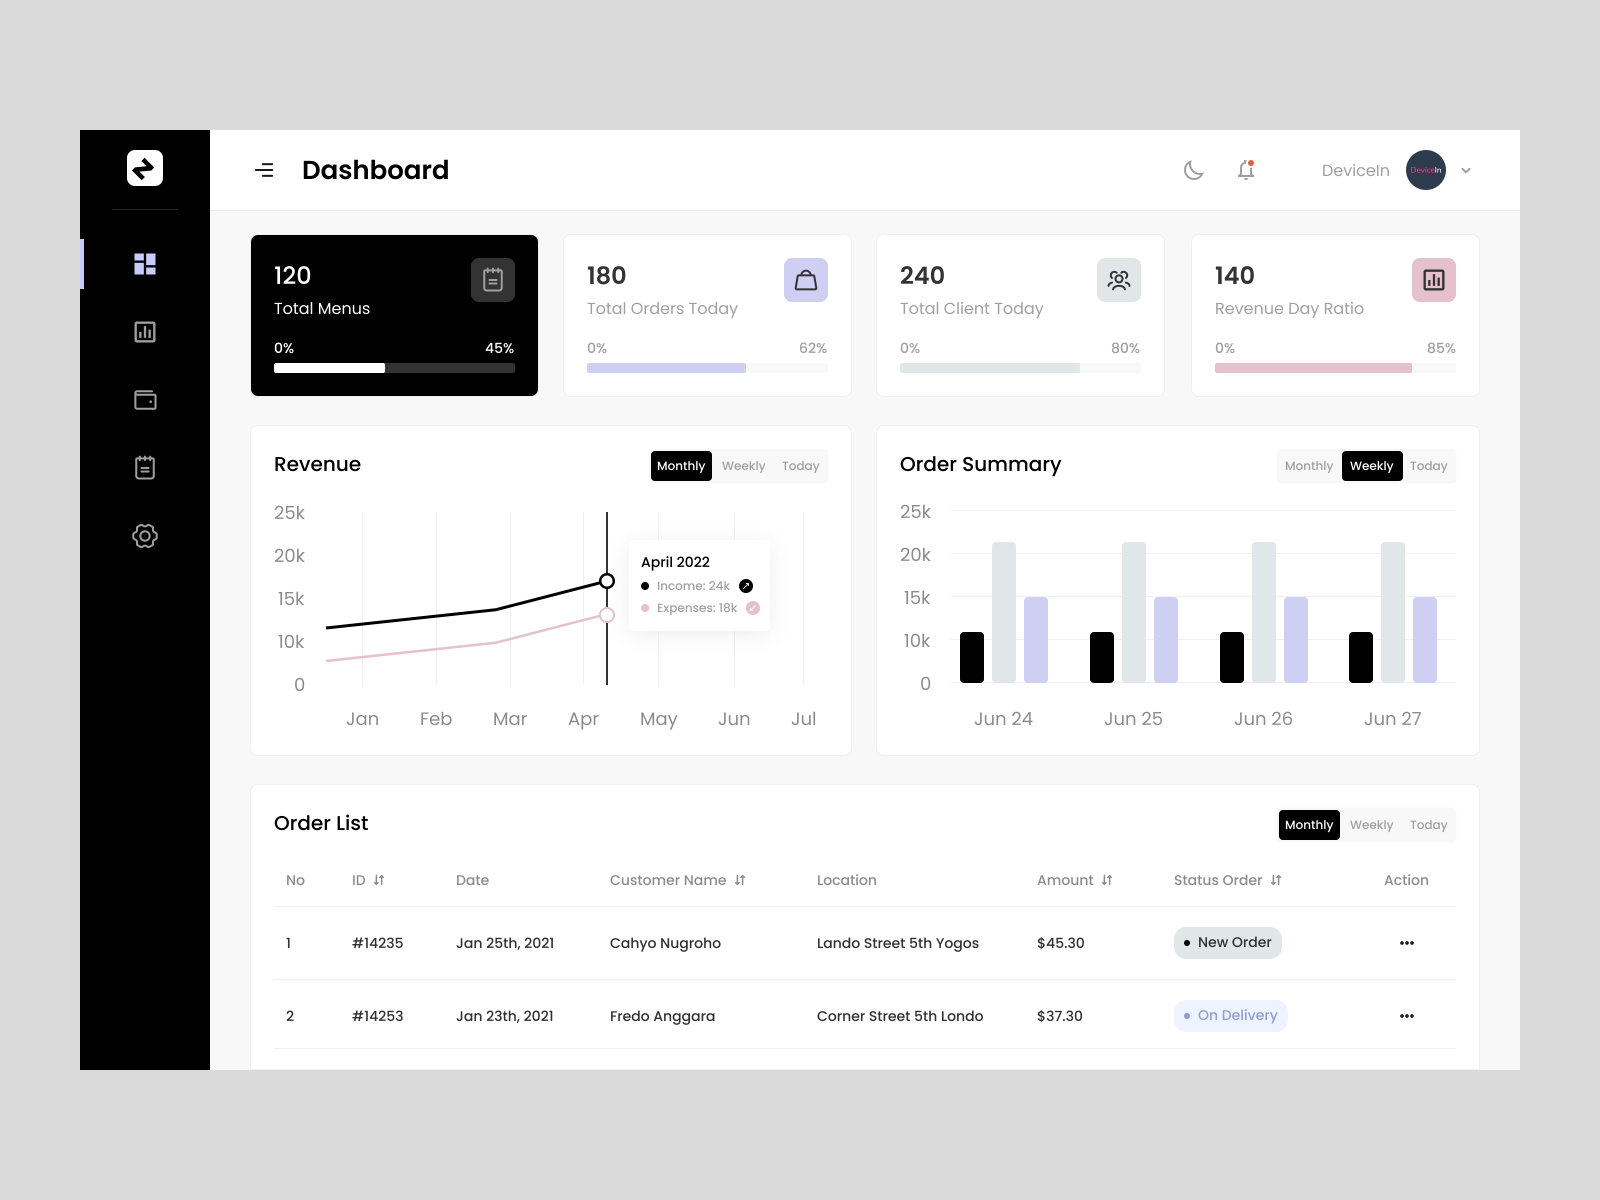 Dashboard
DeviceIn
DeviceIn
120
Total Menus
0% 45%
180
Total Orders Today
0% 62%
240
Total Client Today
0% 80%
140
Revenue Day Ratio
0% 85%
Revenue
Monthly Weekly Today
25k
20k
15k
10k
0
April 2022
Income: 24k
Expenses: 18k
Jan Feb Mar Apr May Jun Jul
Order Summary
Monthly Weekly Today
25k
20k
15k
10k
0
Jun 24 Jun 25 Jun 26 Jun 27
Order List
Monthly Weekly Today
No ID Date Customer Name Location Amount Status Order Action
1 #14235 Jan 25th, 2021 Cahyo Nugroho Lando Street 5th Yogos $45.30 New Order
2 #14253 Jan 23th, 2021 Fredo Anggara Corner Street 5th Londo $37.30 On Delivery